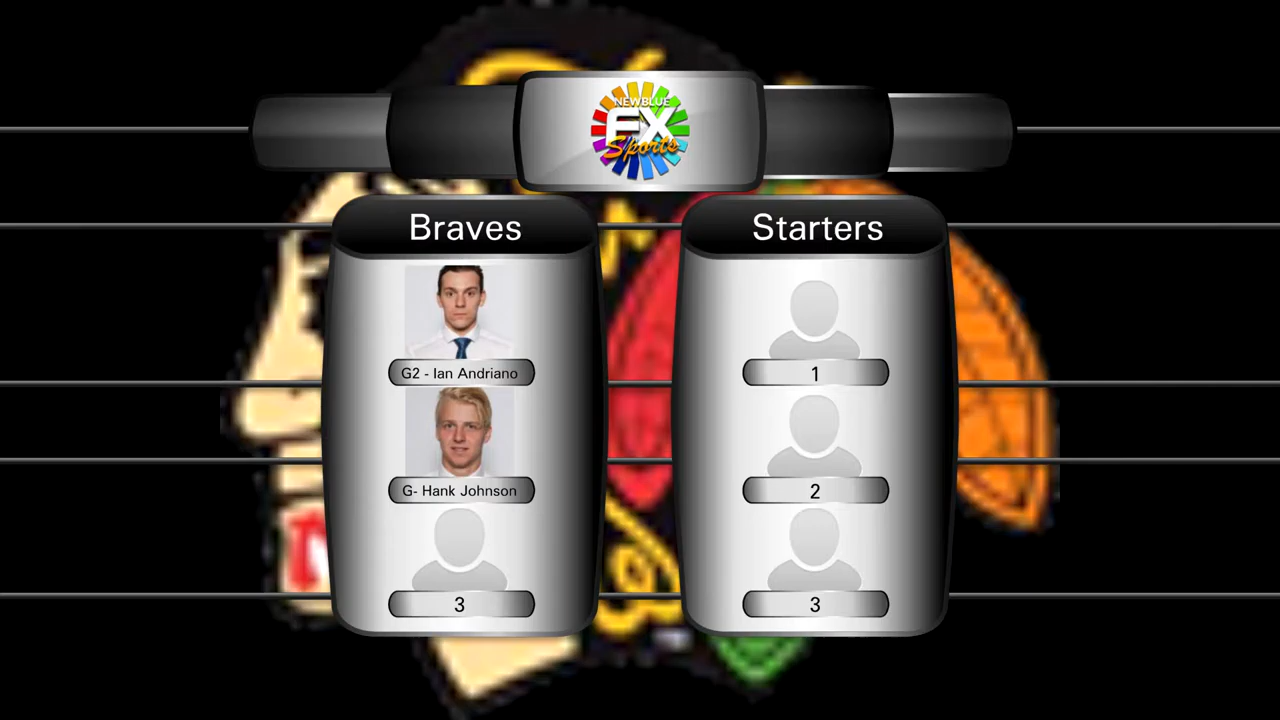 NEWBLUE
FX
Sports
Braves
Starters
G2 - Ian Andriano
1
G- Hank Johnson
2
3
3